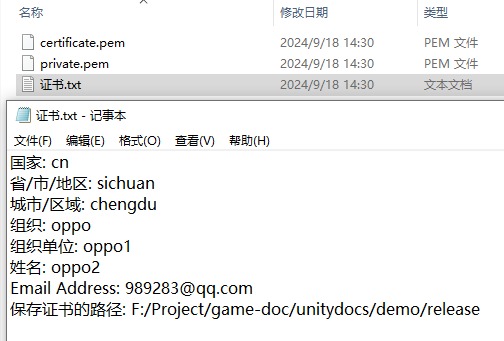 名称 修改日期 类型
certificate.pem 2024/9/18 14:30 PEM 文件
private.pem 2024/9/18 14:30 PEM 文件
证书.txt 2024/9/18 14:30 文本文档
证书.txt - 记事本
文件(F) 编辑(E) 格式(O) 查看(V) 帮助(H)
国家: cn
省/市/地区: sichuan
城市/区域: chengdu
组织: oppo
组织单位: oppo1
姓名: oppo2
Email Address: 989283@qq.com
保存证书的路径: F:/Project/game-doc/unitydocs/demo/release